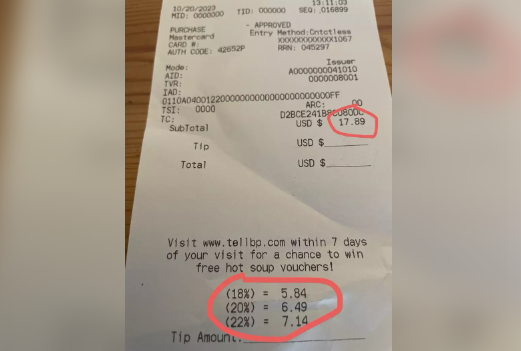 10/20/2023 13:11:03
MID: 0000000 TID: 000000 SEQ: 016899
- APPROVED
PURCHASE Entry Method:Cntctless
Mastercard XXXXXXXXXXXX1067
CARD #: RRN: 045297
AUTH CODE: 42652P
Issuer
Mode: A0000000041010
AID: 0000008001
TVR:
IAD:
0110A04001220000000000000000000000FF
TSI: 0000 ARC: 00
TC:
SubTotal USD $ 17.89
Tip USD $
Total USD $
Visit www.tellbp.com within 7 days
of your visit for a chance to win
free hot soup vouchers!
(18%) = 5.84
(20%) = 6.49
(22%) = 7.14
Tip Amount: